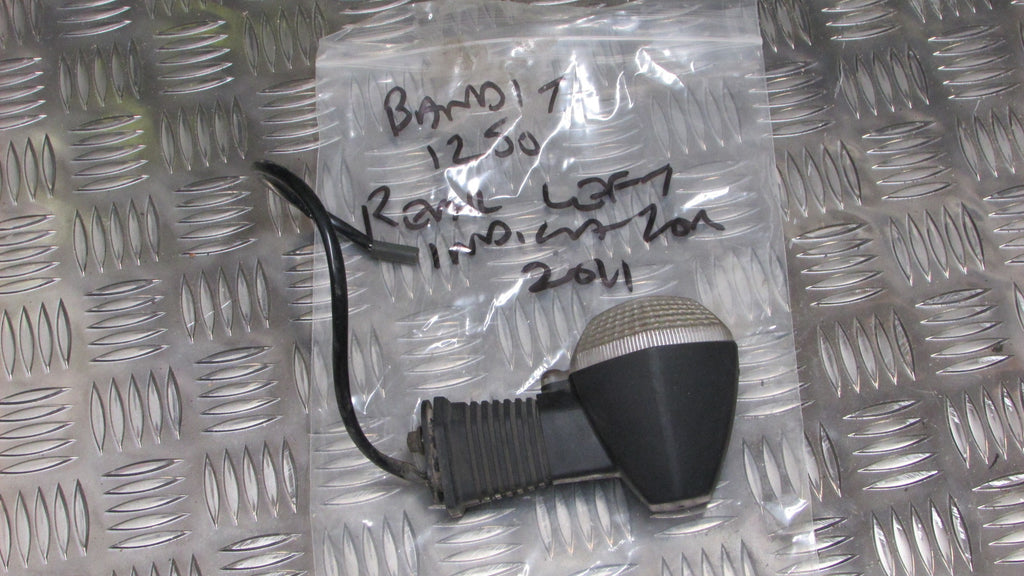 BANDIT
1250
REAR LEFT
INDICATOR
2011